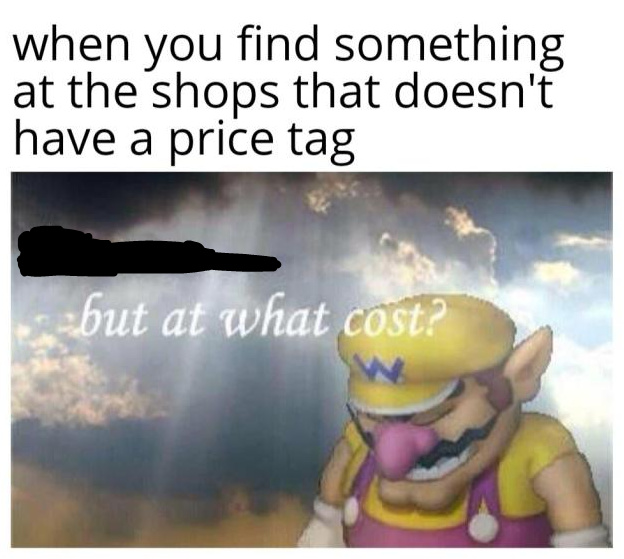 when you find something
at the shops that doesn't
have a price tag
but at what cost?
W